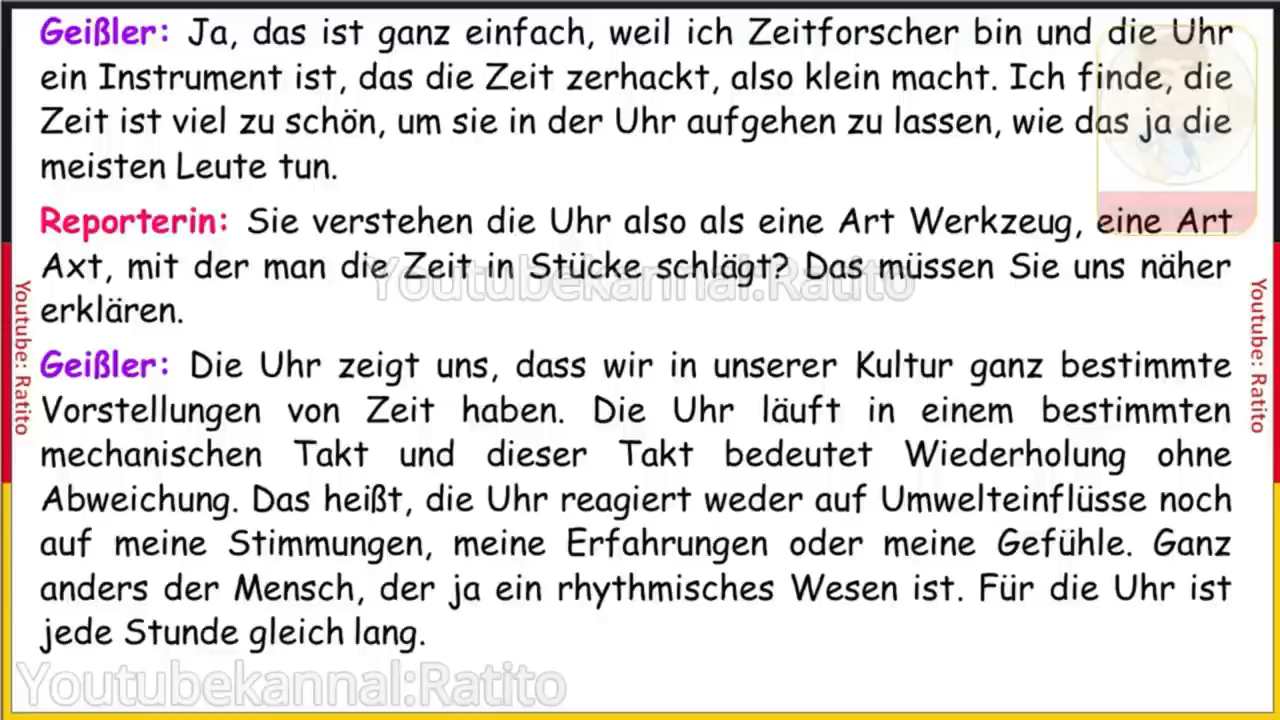 Geißler: Ja, das ist ganz einfach, weil ich Zeitforscher bin und die Uhr
ein Instrument ist, das die Zeit zerhackt, also klein macht. Ich finde, die
Zeit ist viel zu schön, um sie in der Uhr aufgehen zu lassen, wie das ja die
meisten Leute tun.
Reporterin: Sie verstehen die Uhr also als eine Art Werkzeug, eine Art
Axt, mit der man die Zeit in Stücke schlägt? Das müssen Sie uns näher
erklären.
Youtubekannal:Ratito
Geißler: Die Uhr zeigt uns, dass wir in unserer Kultur ganz bestimmte
Vorstellungen von Zeit haben. Die Uhr läuft in einem bestimmten
mechanischen Takt und dieser Takt bedeutet Wiederholung ohne
Abweichung. Das heißt, die Uhr reagiert weder auf Umwelteinflüsse noch
auf meine Stimmungen, meine Erfahrungen oder meine Gefühle. Ganz
anders der Mensch, der ja ein rhythmisches Wesen ist. Für die Uhr ist
jede Stunde gleich lang.
Youtube: Ratito
Youtube: Ratito
Youtubekannal:Ratito